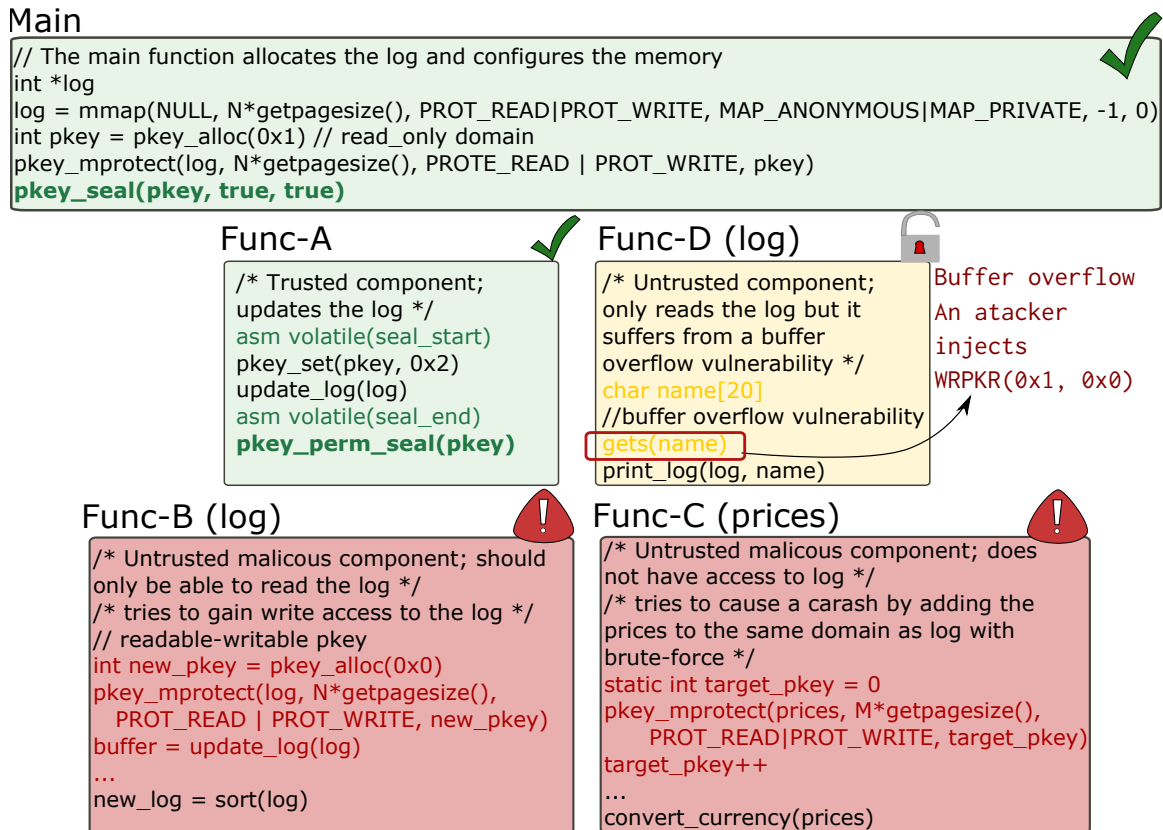 Main
// The main function allocates the log and configures the memory
int *log
log = mmap(NULL, N*getpagesize(), PROT_READ|PROT_WRITE, MAP_ANONYMOUS|MAP_PRIVATE, -1, 0)
int pkey = pkey_alloc(0x1) // read_only domain
pkey_mprotect(log, N*getpagesize(), PROTE_READ | PROT_WRITE, pkey)
pkey_seal(pkey, true, true)
Func-A
/* Trusted component;
updates the log */
asm volatile(seal_start)
pkey_set(pkey, 0x2)
update_log(log)
asm volatile(seal_end)
pkey_perm_seal(pkey)
Func-D (log)
/* Untrusted component;
only reads the log but it
suffers from a buffer
overflow vulnerability */
char name[20]
//buffer overflow vulnerability
gets(name)
print_log(log, name)
Buffer overflow
An atacker
injects
WRPKR(0x1, 0x0)
Func-B (log)
/* Untrusted malicous component; should
only be able to read the log */
/* tries to gain write access to the log */
// readable-writable pkey
int new_pkey = pkey_alloc(0x0)
pkey_mprotect(log, N*getpagesize(),
PROT_READ | PROT_WRITE, new_pkey)
buffer = update_log(log)
...
new_log = sort(log)
Func-C (prices)
/* Untrusted malicous component; does
not have access to log */
/* tries to cause a carash by adding the
prices to the same domain as log with
brute-force */
static int target_pkey = 0
pkey_mprotect(prices, M*getpagesize(),
PROT_READ|PROT_WRITE, target_pkey)
target_pkey++
...
convert_currency(prices)